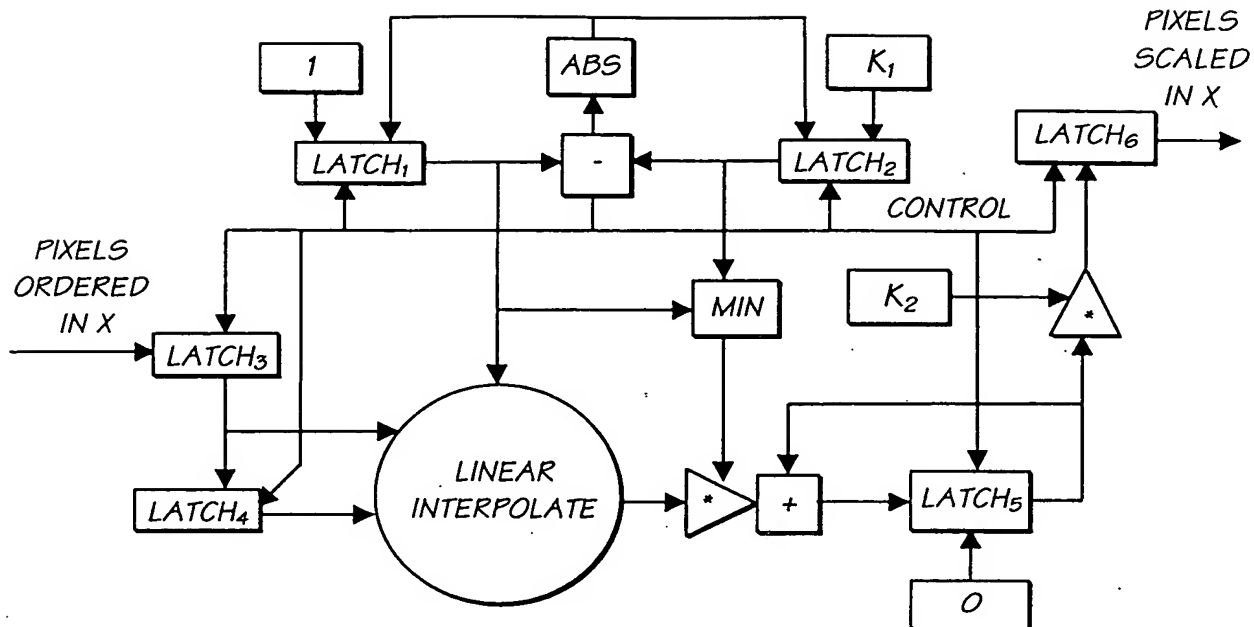 PIXELS
SCALED
IN X
1
ABS
K₁
LATCH₁
-
LATCH₂
LATCH₆
CONTROL
PIXELS
ORDERED
IN X
MIN
K₂
*
LATCH₃
LINEAR
INTERPOLATE
LATCH₄
*
+
LATCH₅
0